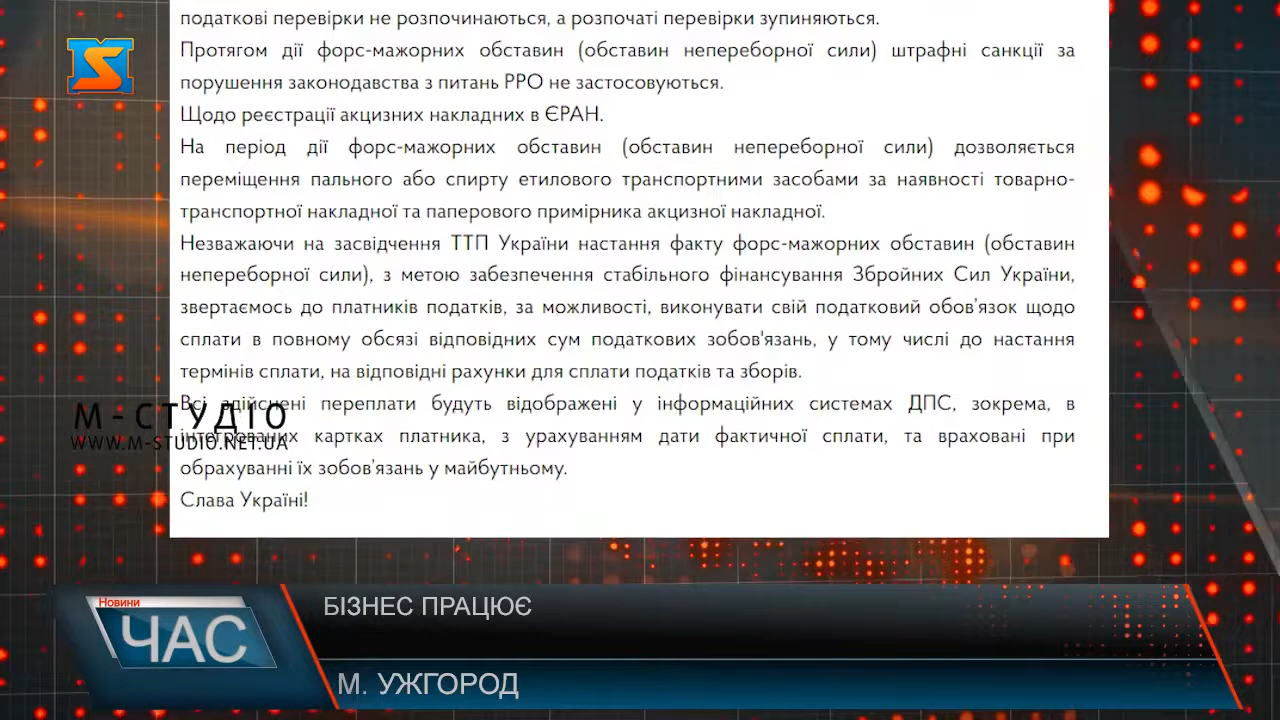 податкові перевірки не розпочинаються, а розпочаті перевірки зупиняються.
Протягом дії форс-мажорних обставин (обставин непереборної сили) штрафні санкції за
порушення законодавства з питань РРО не застосовуються.
Щодо реєстрації акцизних накладних в ЄРАН.
На період дії форс-мажорних обставин (обставин непереборної сили) дозволяється
переміщення пального або спирту етилового транспортними засобами за наявності товарно-
транспортної накладної та паперового примірника акцизної накладної.
Незважаючи на засвідчення ТТП України настання факту форс-мажорних обставин (обставин
непереборної сили), з метою забезпечення стабільного фінансування Збройних Сил України,
звертаємось до платників податків, за можливості, виконувати свій податковий обов’язок щодо
сплати в повному обсязі відповідних сум податкових зобов'язань, у тому числі до настання
термінів сплати, на відповідні рахунки для сплати податків та зборів.
Всі здійснені переплати будуть відображені у інформаційних системах ДПС, зокрема, в
інтегрованих картках платника, з урахуванням дати фактичної сплати, та враховані при
обрахуванні їх зобов’язань у майбутньому.
Слава Україні!
М-СТУДІО
WWW.M-STUDIO.NET.UA
Новини
ЧАС
БІЗНЕС ПРАЦЮЄ
М. УЖГОРОД